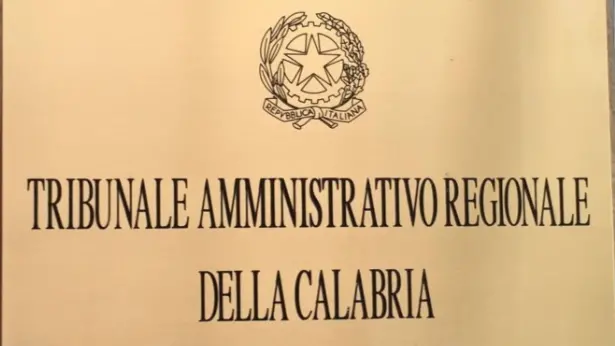 REPVBBLICA ITALIANA
TRIBUNALE AMMINISTRATIVO REGIONALE
DELLA CALABRIA